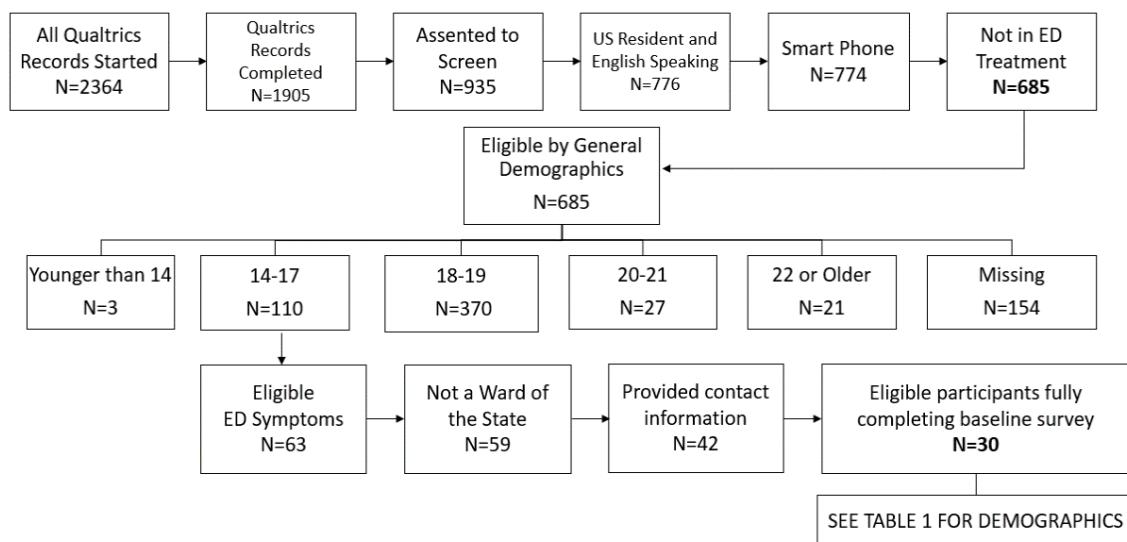 All Qualtrics
Records Started
N=2364
Qualtrics
Records
Completed
N=1905
Assented to
Screen
N=935
US Resident and
English Speaking
N=776
Smart Phone
N=774
Not in ED
Treatment
N=685
Eligible by General
Demographics
N=685
Younger than 14
N=3
14-17
N=110
18-19
N=370
20-21
N=27
22 or Older
N=21
Missing
N=154
Eligible
ED Symptoms
N=63
Not a Ward of
the State
N=59
Provided contact
information
N=42
Eligible participants fully
completing baseline survey
N=30
SEE TABLE 1 FOR DEMOGRAPHICS